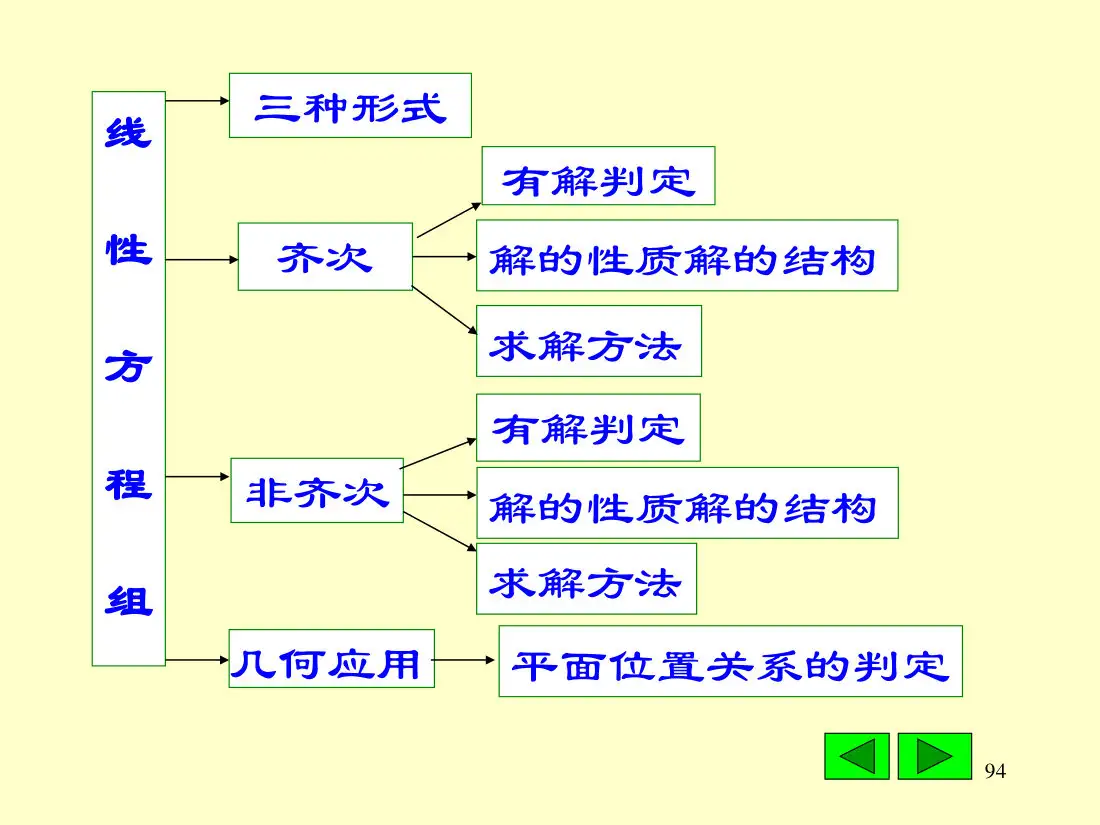 线性方程组
三种形式
齐次
有解判定
解的性质解的结构
求解方法
非齐次
有解判定
解的性质解的结构
求解方法
几何应用
平面位置关系的判定
94